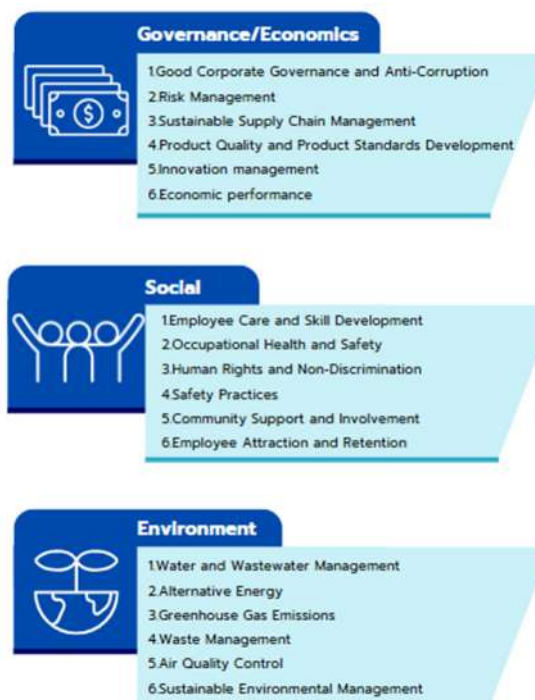 Governance/Economics
1.Good Corporate Governance and Anti-Corruption
2.Risk Management
3.Sustainable Supply Chain Management
4.Product Quality and Product Standards Development
5.Innovation management
6.Economic performance
$
Social
1.Employee Care and Skill Development
2.Occupational Health and Safety
3.Human Rights and Non-Discrimination
4.Safety Practices
5.Community Support and Involvement
6.Employee Attraction and Retention
Environment
1.Water and Wastewater Management
2.Alternative Energy
3.Greenhouse Gas Emissions
4.Waste Management
5.Air Quality Control
6.Sustainable Environmental Management